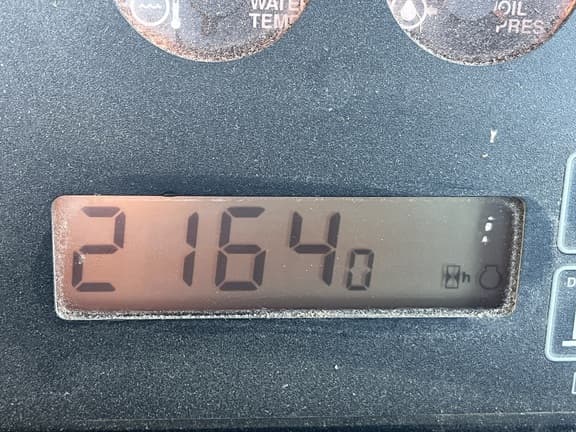 WATER
TEMP
OIL
PRES
21640
h